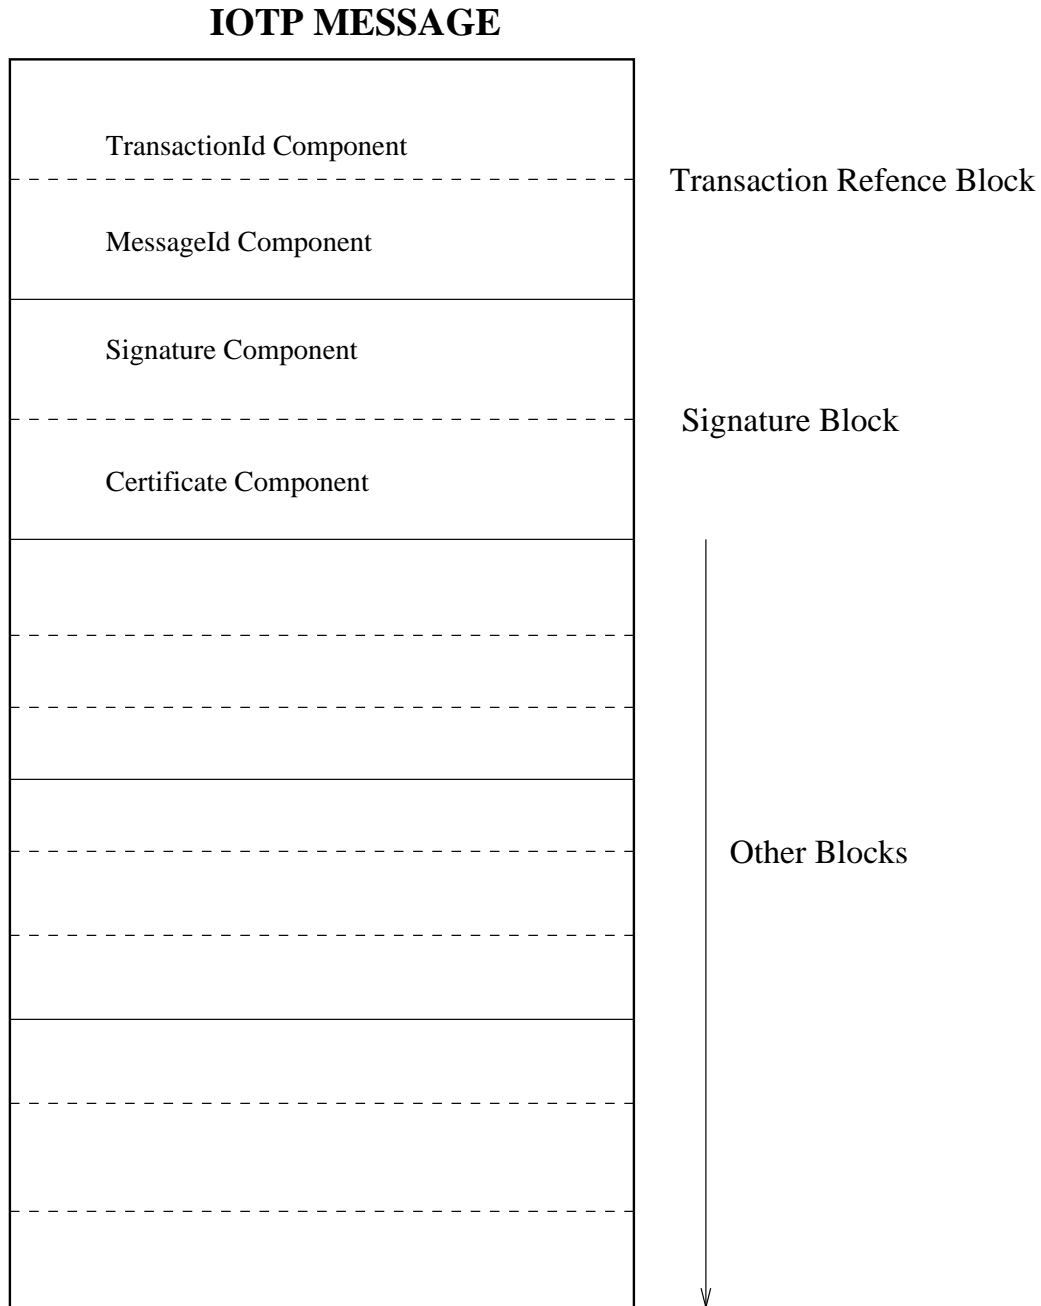 IOTP MESSAGE
TransactionId Component
Transaction Refence Block
MessageId Component
Signature Component
Signature Block
Certificate Component
Other Blocks